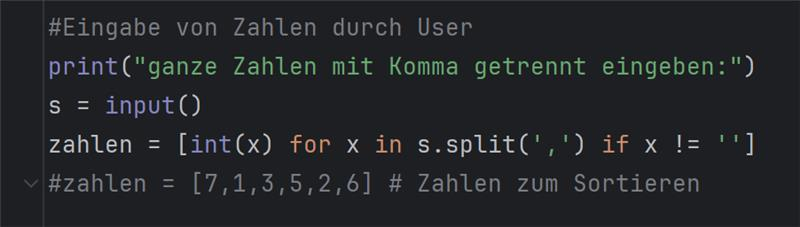 #Eingabe von Zahlen durch User
print("ganze Zahlen mit Komma getrennt eingeben:")
s = input()
zahlen = [int(x) for x in s.split(',') if x != '']
#zahlen = [7,1,3,5,2,6] # Zahlen zum Sortieren